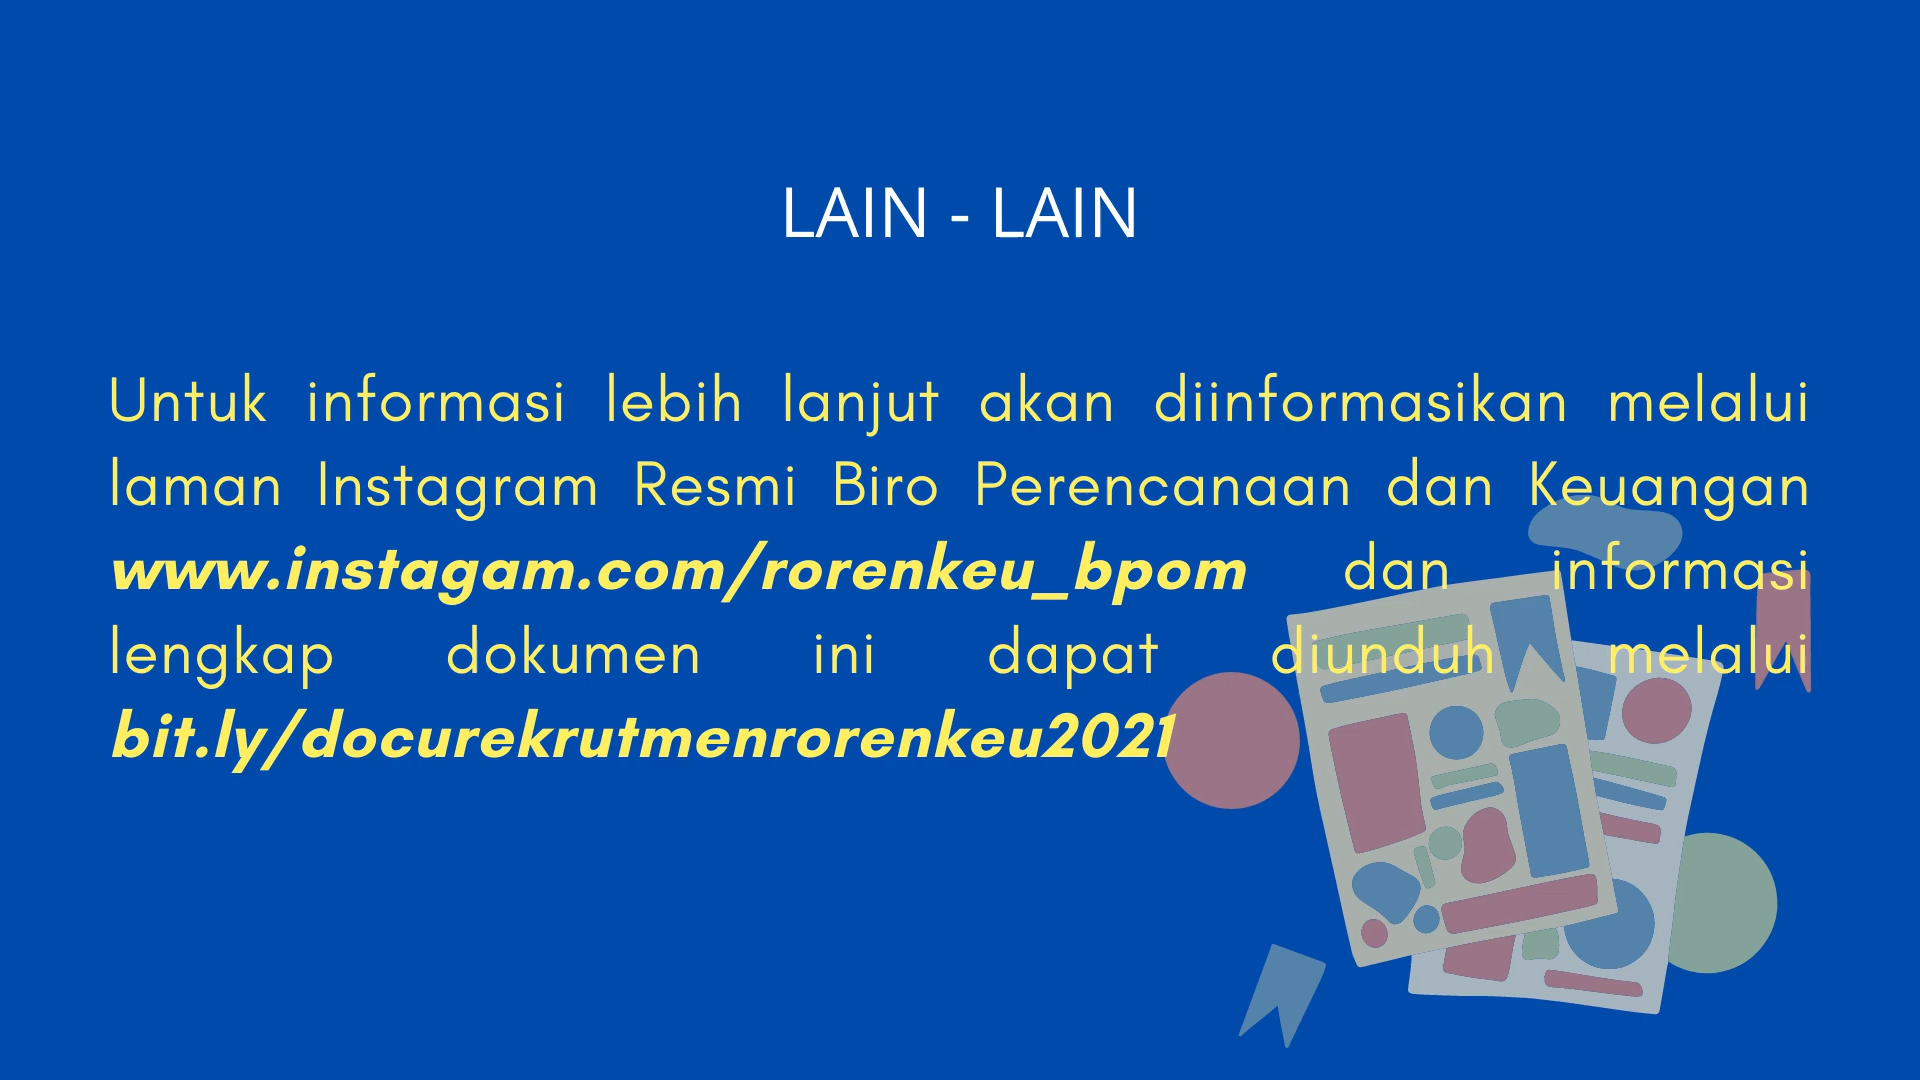 LAIN - LAIN
Untuk informasi lebih lanjut akan diinformasikan melalui
laman Instagram Resmi Biro Perencanaan dan Keuangan
www.instagam.com/rorenkeu_bpom dan informasi
lengkap dokumen ini dapat diunduh melalui
bit.ly/docurekrutmenrorenkeu2021